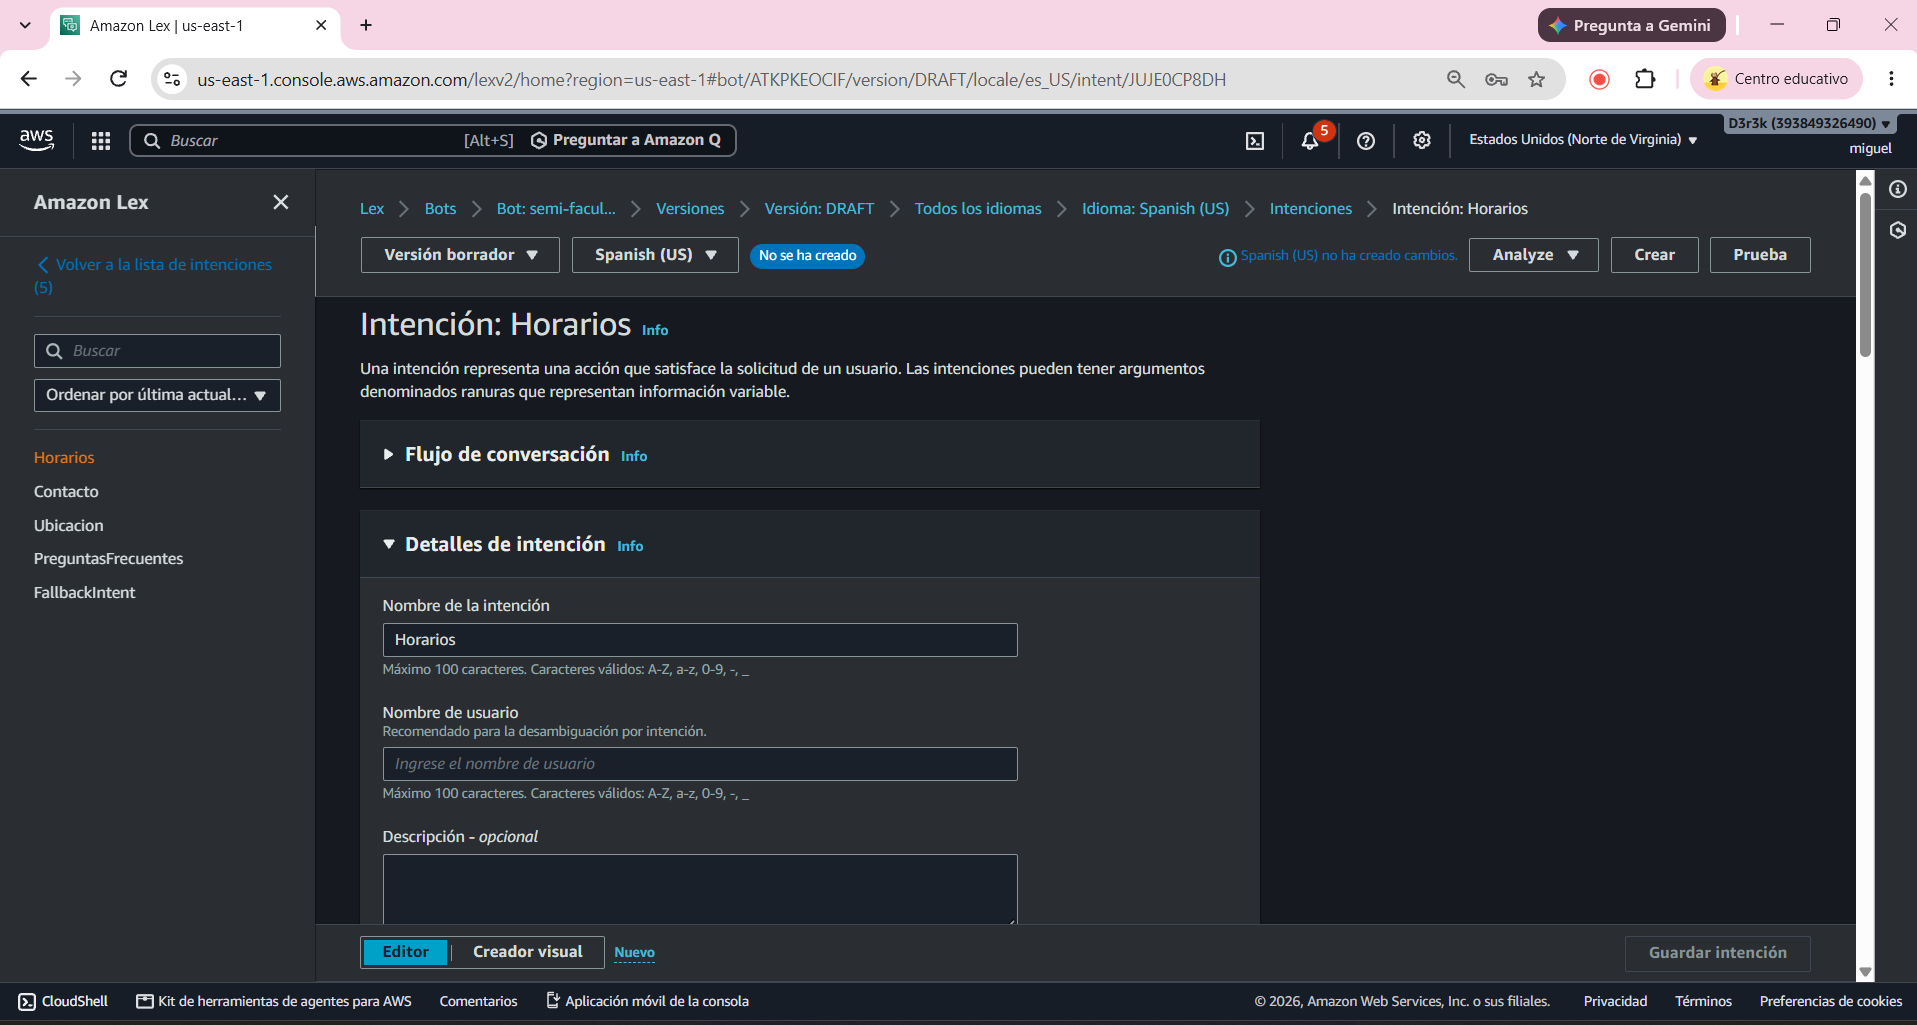 Amazon Lex | us-east-1
Pregunta a Gemini
us-east-1.console.aws.amazon.com/lexv2/home?region=us-east-1#bot/ATKPKEOCIF/version/DRAFT/locale/es_US/intent/JUJE0CP8DH
Centro educativo
aws
Buscar
[Alt+S]
Preguntar a Amazon Q
5
Estados Unidos (Norte de Virginia)
D3r3k (393849326490)
miguel
Amazon Lex
Volver a la lista de intenciones
(5)
Buscar
Ordenar por última actual...
Horarios
Contacto
Ubicacion
PreguntasFrecuentes
FallbackIntent
Lex
Bots
Bot: semi-facul...
Versiones
Versión: DRAFT
Todos los idiomas
Idioma: Spanish (US)
Intenciones
Intención: Horarios
Versión borrador
Spanish (US)
No se ha creado
Spanish (US) no ha creado cambios.
Analyze
Crear
Prueba
Intención: Horarios Info
Una intención representa una acción que satisface la solicitud de un usuario. Las intenciones pueden tener argumentos
denominados ranuras que representan información variable.
Flujo de conversación Info
Detalles de intención Info
Nombre de la intención
Horarios
Máximo 100 caracteres. Caracteres válidos: A-Z, a-z, 0-9, -, _
Nombre de usuario
Recomendado para la desambiguación por intención.
Ingrese el nombre de usuario
Máximo 100 caracteres. Caracteres válidos: A-Z, a-z, 0-9, -, _
Descripción - opcional
Editor
Creador visual
Nuevo
Guardar intención
CloudShell
Kit de herramientas de agentes para AWS
Comentarios
Aplicación móvil de la consola
© 2026, Amazon Web Services, Inc. o sus filiales.
Privacidad
Términos
Preferencias de cookies